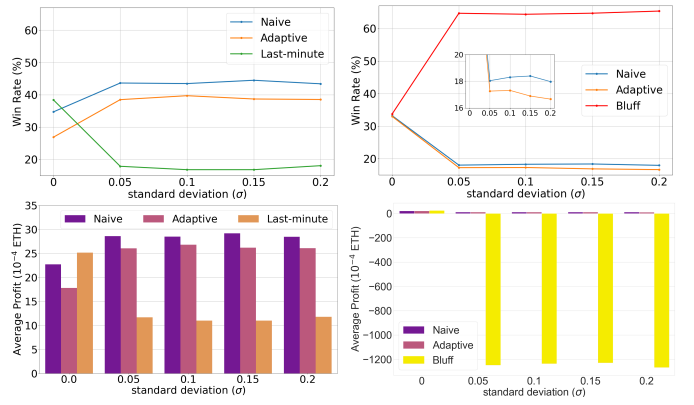 60
50
40
30
20
Win Rate (%)
Naive
Adaptive
Last-minute
0 0.05 0.1 0.15 0.2
standard deviation (σ)
60
50
40
30
20
Win Rate (%)
20
18
16
0 0.05 0.1 0.15 0.2
Naive
Adaptive
Bluff
0 0.05 0.1 0.15 0.2
standard deviation (σ)
35
30
25
20
15
10
5
0
Average Profit (10⁻⁴ ETH)
Naive Adaptive Last-minute
0.0 0.05 0.1 0.15 0.2
standard deviation (σ)
0
−200
−400
−600
−800
−1000
−1200
Average Profit (10⁻⁴ ETH)
Naive
Adaptive
Bluff
0 0.05 0.1 0.15 0.2
standard deviation (σ)